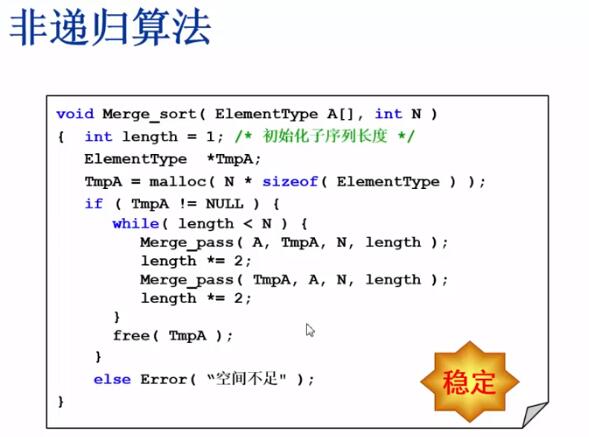 非递归算法
void Merge_sort( ElementType A[], int N )
{ int length = 1; /* 初始化子序列长度 */
ElementType *TmpA;
TmpA = malloc( N * sizeof( ElementType ) );
if ( TmpA != NULL ) {
while( length < N ) {
Merge_pass( A, TmpA, N, length );
length *= 2;
Merge_pass( TmpA, A, N, length );
length *= 2;
}
free( TmpA );
}
else Error( “空间不足" );
}
稳定